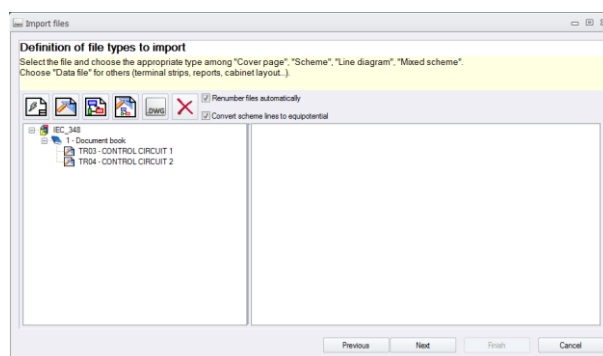 Import files
Definition of file types to import
Select the file and choose the appropriate type among "Cover page", "Scheme", "Line diagram", "Mixed scheme".
Choose "Data file" for others (terminal strips, reports, cabinet layout...).
.DWG
Renumber files automatically
Convert scheme lines to equipotential
IEC_348
1 - Document book
TR03 - CONTROL CIRCUIT 1
TR04 - CONTROL CIRCUIT 2
Previous
Next
Finish
Cancel